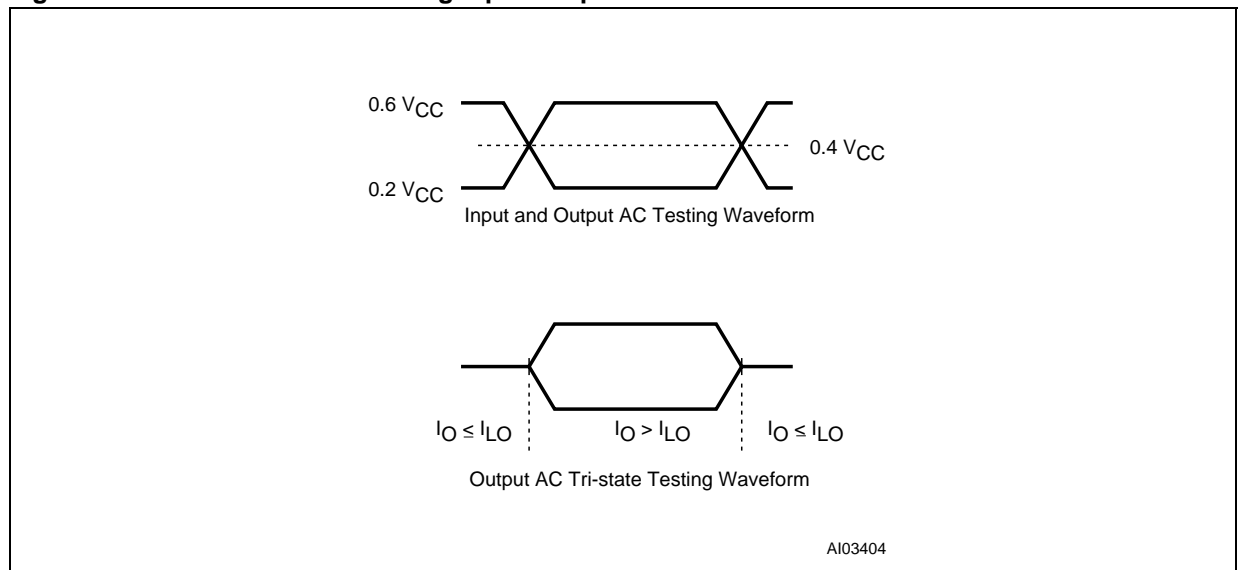 0.6 VCC
0.4 VCC
0.2 VCC
Input and Output AC Testing Waveform
IO ≤ ILO
IO > ILO
IO ≤ ILO
Output AC Tri-state Testing Waveform
AI03404